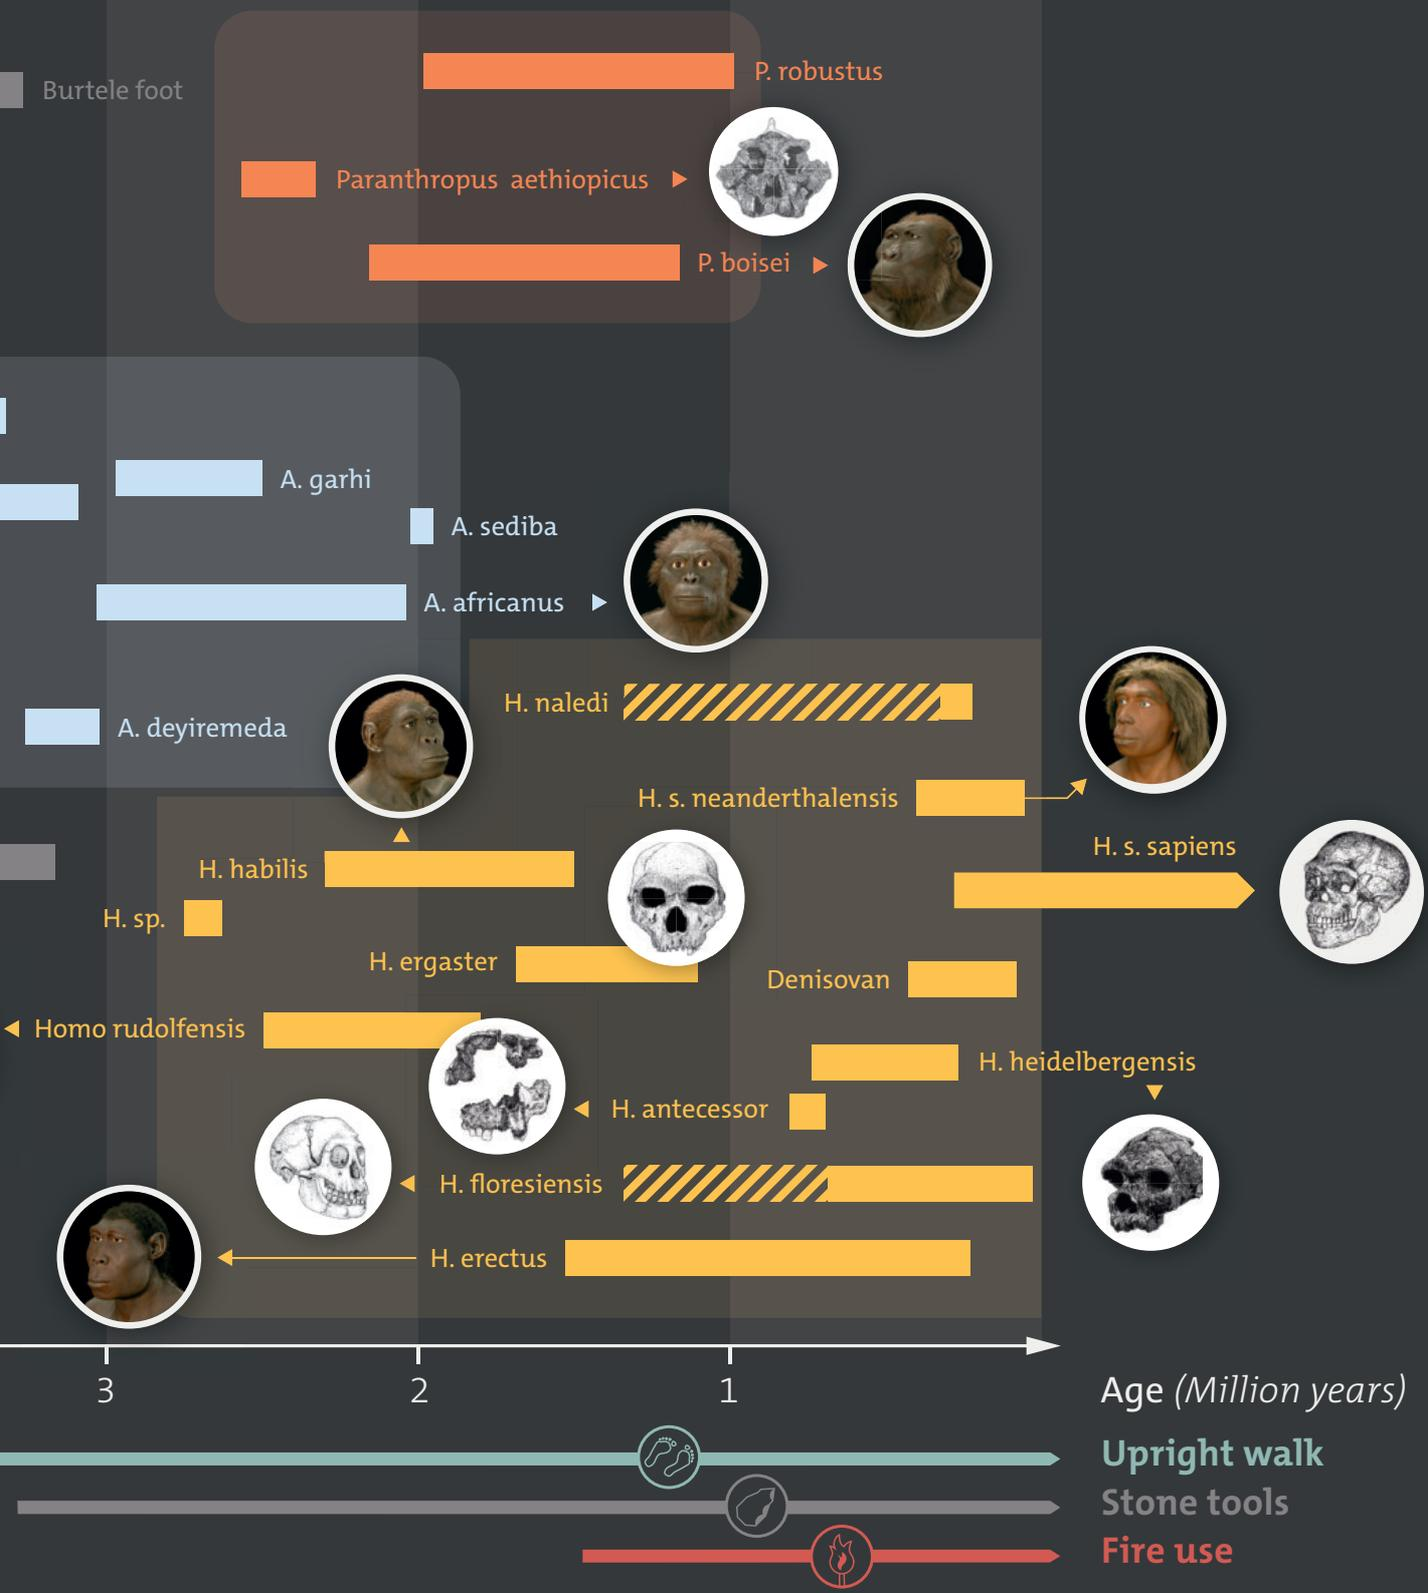 P. robustus
Burtele foot
Paranthropus aethiopicus
P. boisei
A. garhi
A. sediba
A. africanus
H. naledi
A. deyiremeda
H. s. neanderthalensis
H. s. sapiens
H. habilis
H. sp.
H. ergaster
Denisovan
Homo rudolfensis
H. heidelbergensis
H. antecessor
H. floresiensis
H. erectus
3 2 1
Age (Million years)
Upright walk
Stone tools
Fire use